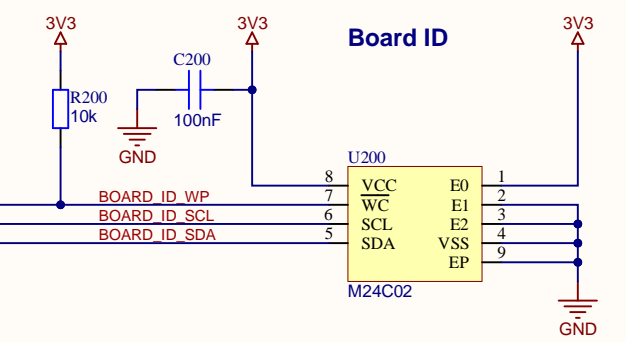 3V3
3V3
Board ID
3V3
C200
R200
10k
100nF
GND
U200
8
VCC
E0
1
BOARD_ID_WP
7
WC
E1
2
BOARD_ID_SCL
6
SCL
E2
3
BOARD_ID_SDA
5
SDA
VSS
4
EP
9
M24C02
GND